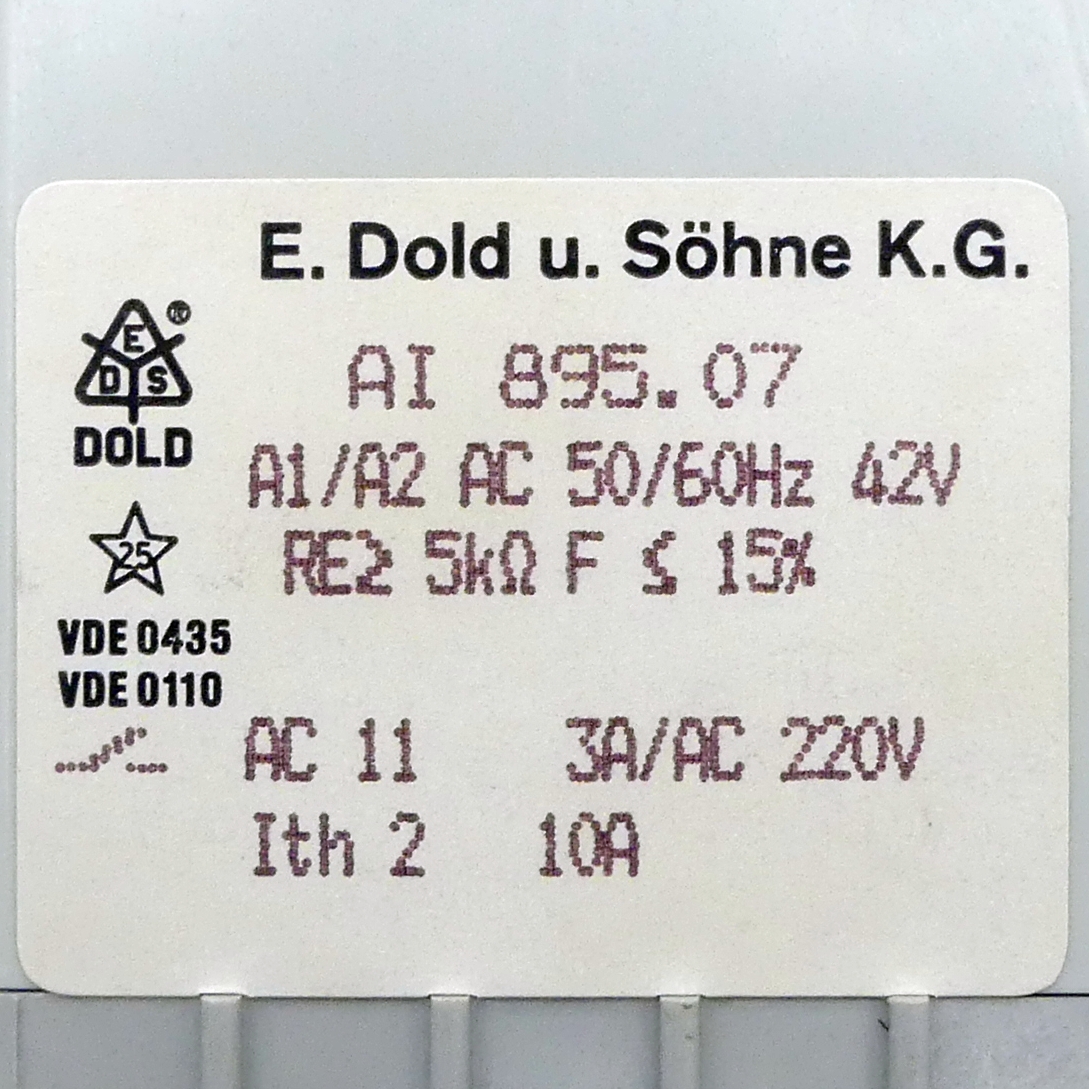 E. Dold u. Söhne K.G.
E
D S
®
DOLD
AI 895.07
A1/A2 AC 50/60Hz 42V
25
RE≥ 5kΩ F ≤ 15%
VDE 0435
VDE 0110
AC 11 3A/AC 220V
Ith 2 10A